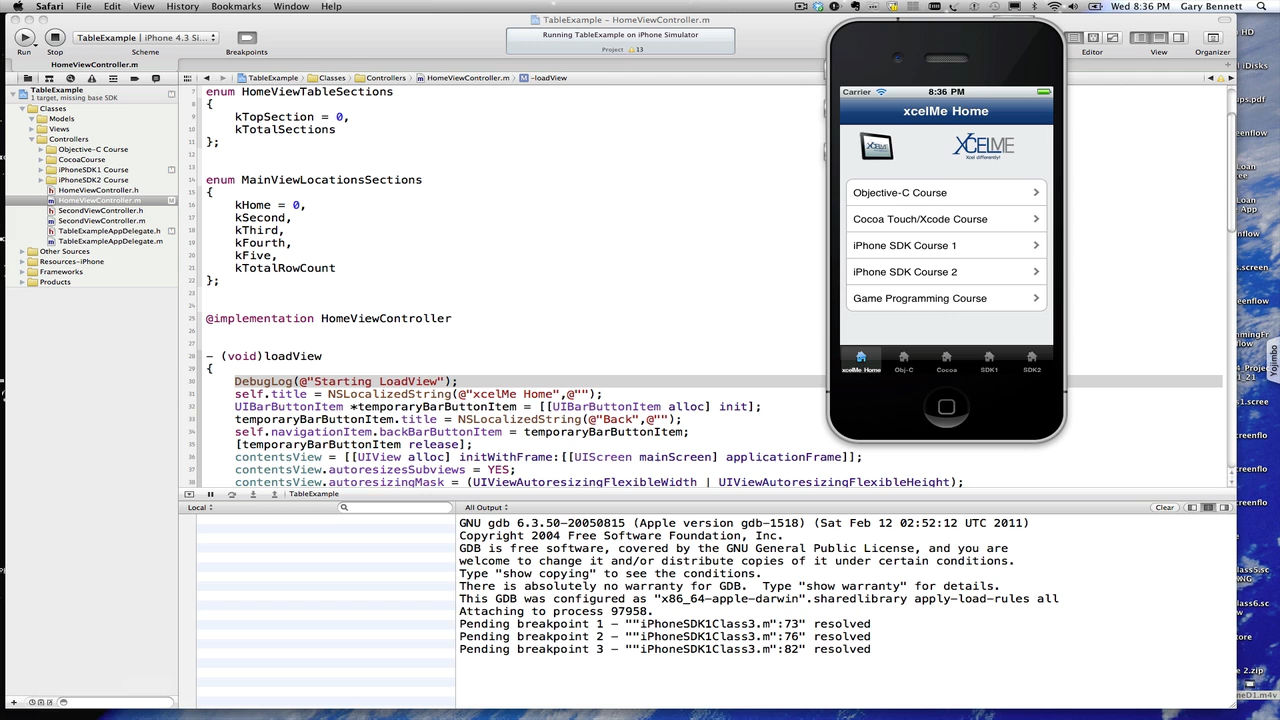 Safari File Edit View History Bookmarks Window Help
Wed 8:36 PM Gary Bennett
TableExample – HomeViewController.m
TableExample | iPhone 4.3 Si...
Running TableExample on iPhone Simulator
Project 13
Run Stop Scheme Breakpoints
Editor View Organizer
HomeViewController.m
TableExample Classes Controllers HomeViewController.m -loadView
TableExample
1 target, missing base SDK
Classes
Models
Views
Controllers
Objective-C Course
CocoaCourse
iPhoneSDK1 Course
iPhoneSDK2 Course
HomeViewController.h
HomeViewController.m
SecondViewController.h
SecondViewController.m
TableExampleAppDelegate.h
TableExampleAppDelegate.m
Other Sources
Resources-iPhone
Frameworks
Products
enum HomeViewTableSections
{
kTopSection = 0,
kTotalSections
};
enum MainViewLocationsSections
{
kHome = 0,
kSecond,
kThird,
kFourth,
kFive,
kTotalRowCount
};
@implementation HomeViewController
– (void)loadView
{
DebugLog(@"Starting LoadView");
self.title = NSLocalizedString(@"xcelMe Home",@"");
UIBarButtonItem *temporaryBarButtonItem = [[UIBarButtonItem alloc] init];
temporaryBarButtonItem.title = NSLocalizedString(@"Back",@"");
self.navigationItem.backBarButtonItem = temporaryBarButtonItem;
[temporaryBarButtonItem release];
contentsView = [[UIView alloc] initWithFrame:[[UIScreen mainScreen] applicationFrame]];
contentsView.autoresizesSubviews = YES;
contentsView.autoresizingMask = (UIViewAutoresizingFlexibleWidth | UIViewAutoresizingFlexibleHeight);
Carrier 8:36 PM
xcelMe Home
XCELME
Xcel differently!
Objective-C Course
Cocoa Touch/Xcode Course
iPhone SDK Course 1
iPhone SDK Course 2
Game Programming Course
xcelMe Home Obj-C Cocoa SDK1 SDK2
TableExample
Local
All Output
Clear
GNU gdb 6.3.50-20050815 (Apple version gdb-1518) (Sat Feb 12 02:52:12 UTC 2011)
Copyright 2004 Free Software Foundation, Inc.
GDB is free software, covered by the GNU General Public License, and you are
welcome to change it and/or distribute copies of it under certain conditions.
Type "show copying" to see the conditions.
There is absolutely no warranty for GDB.  Type "show warranty" for details.
This GDB was configured as "x86_64-apple-darwin".sharedlibrary apply-load-rules all
Attaching to process 97958.
Pending breakpoint 1 - ""iPhoneSDK1Class3.m":73" resolved
Pending breakpoint 2 - ""iPhoneSDK1Class3.m":76" resolved
Pending breakpoint 3 - ""iPhoneSDK1Class3.m":82" resolved